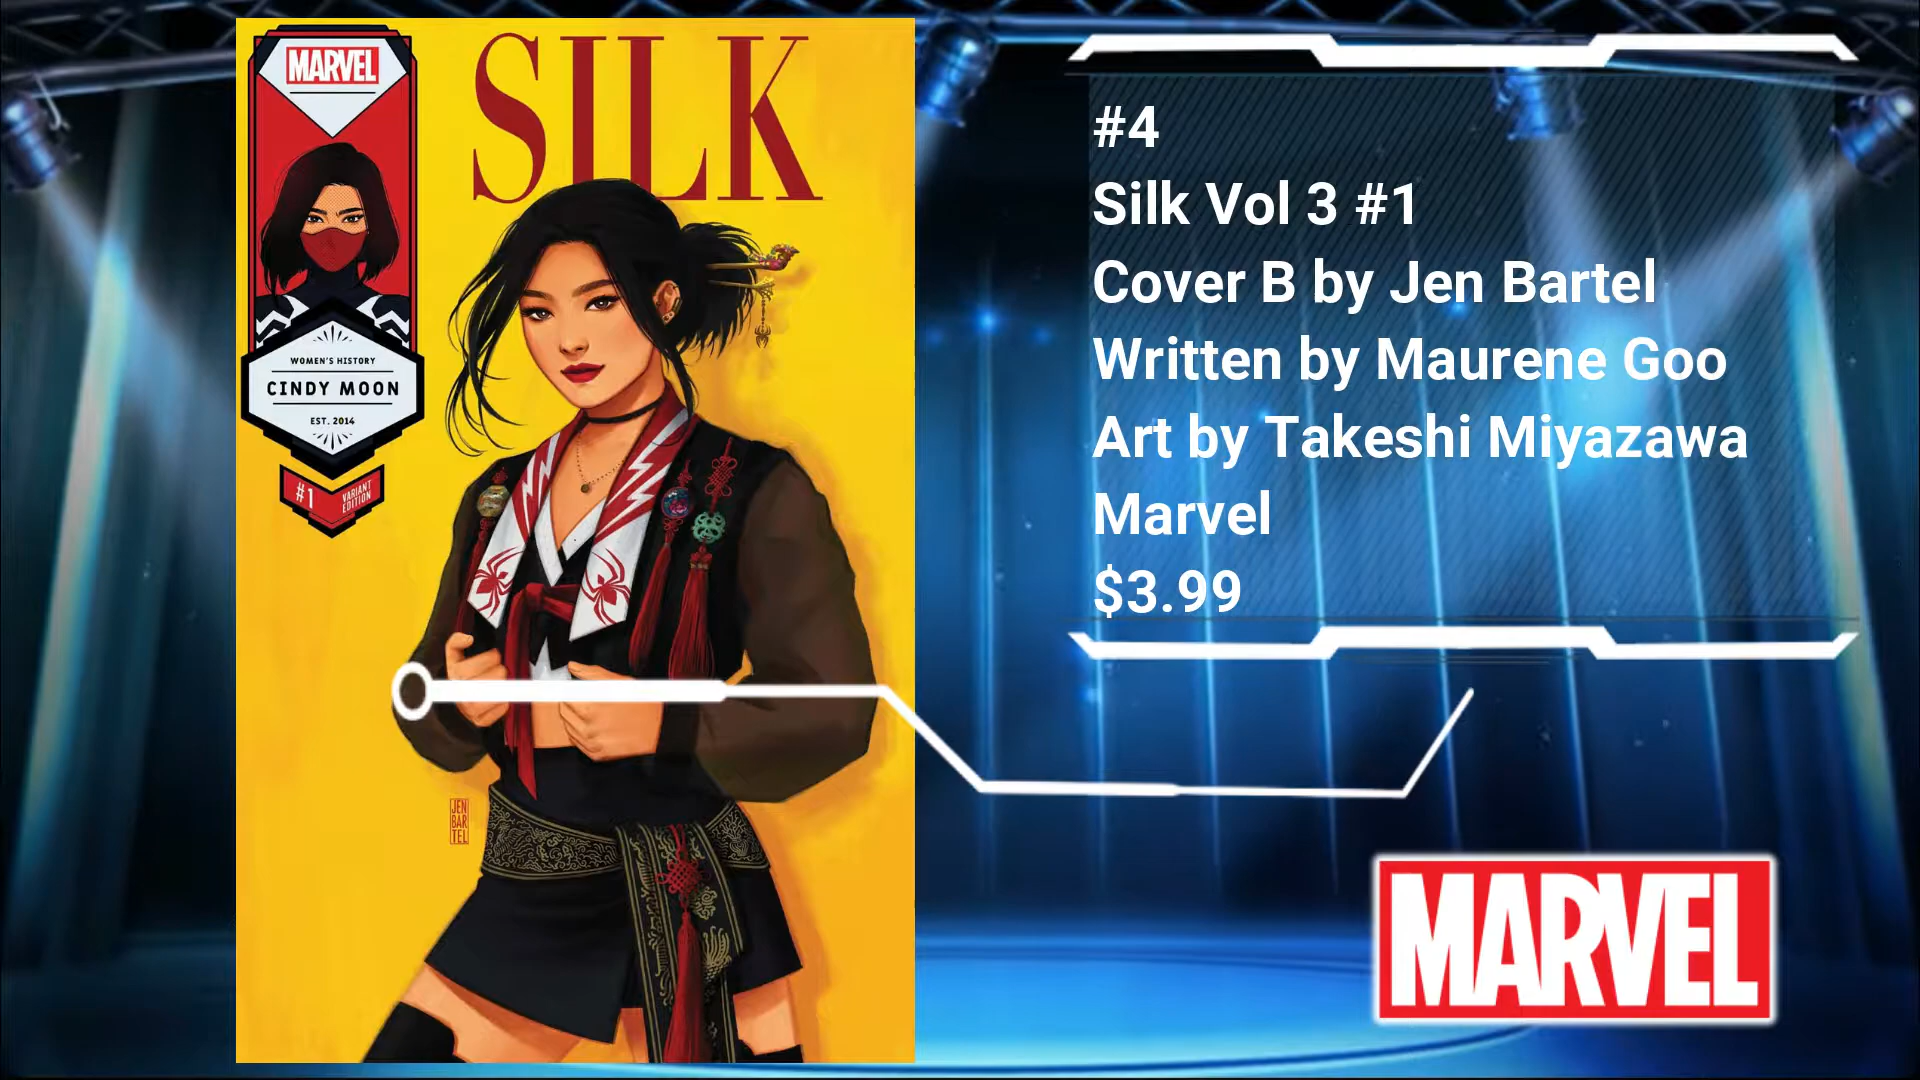 MARVEL
SILK
WOMEN'S HISTORY
CINDY MOON
EST. 2014
#1
VARIANT
EDITION
JEN
BAR
TEL
#4
Silk Vol 3 #1
Cover B by Jen Bartel
Written by Maurene Goo
Art by Takeshi Miyazawa
Marvel
$3.99
MARVEL